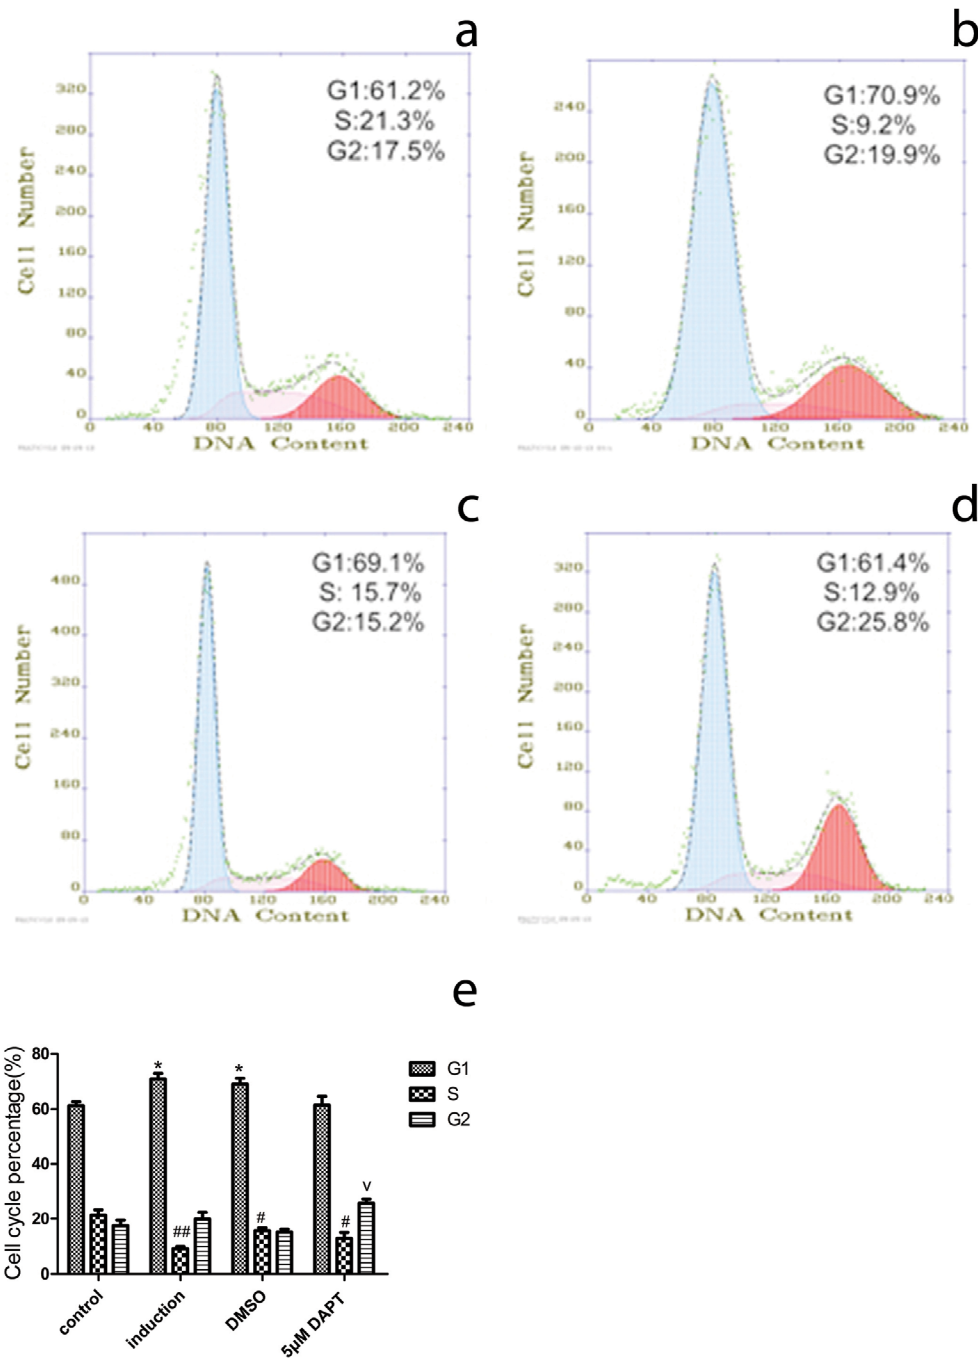 a
G1:61.2%
S:21.3%
G2:17.5%
320
280
240
200
160
120
80
40
0
Cell Number
0 40 80 120 160 200 240
DNA Content
b
G1:70.9%
S:9.2%
G2:19.9%
240
200
160
120
80
40
0
Cell Number
0 40 80 120 160 200 240
DNA Content
c
G1:69.1%
S: 15.7%
G2:15.2%
480
400
320
240
160
80
0
Cell Number
0 40 80 120 160 200 240
DNA Content
d
G1:61.4%
S:12.9%
G2:25.8%
320
280
240
200
160
120
80
40
0
Cell Number
0 40 80 120 160 200 240
DNA Content
e
Cell cycle percentage(%)
80
60
40
20
0
*
##
*
#
#
v
G1
S
G2
control
induction
DMSO
5µM DAPT